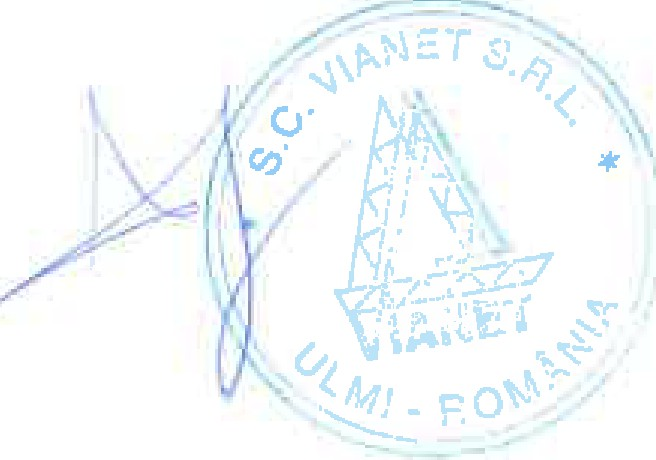 S.C. VIANET S.R.L. *
VIANET
ULMI - ROMANIA